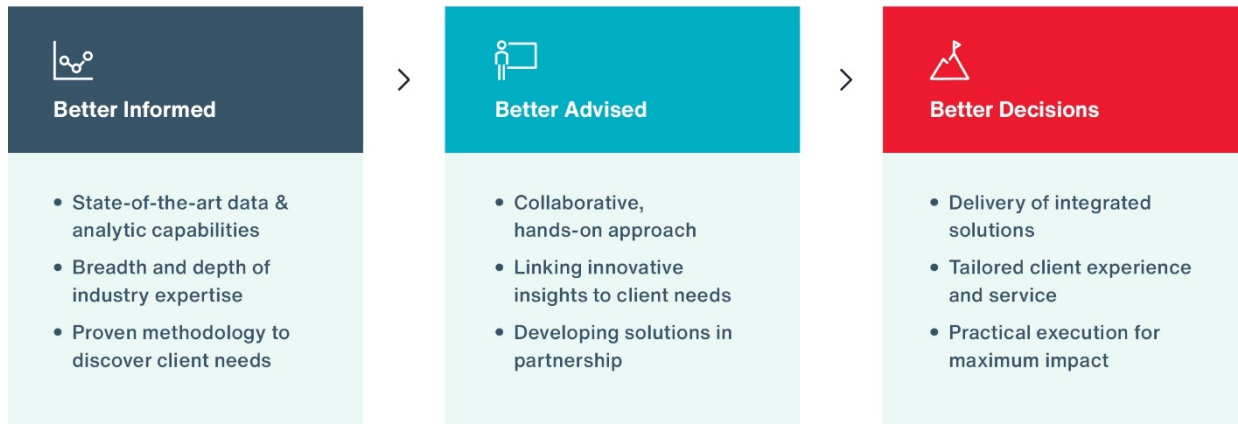 Better Informed
• State-of-the-art data &
analytic capabilities
• Breadth and depth of
industry expertise
• Proven methodology to
discover client needs
>
Better Advised
• Collaborative,
hands-on approach
• Linking innovative
insights to client needs
• Developing solutions in
partnership
>
Better Decisions
• Delivery of integrated
solutions
• Tailored client experience
and service
• Practical execution for
maximum impact